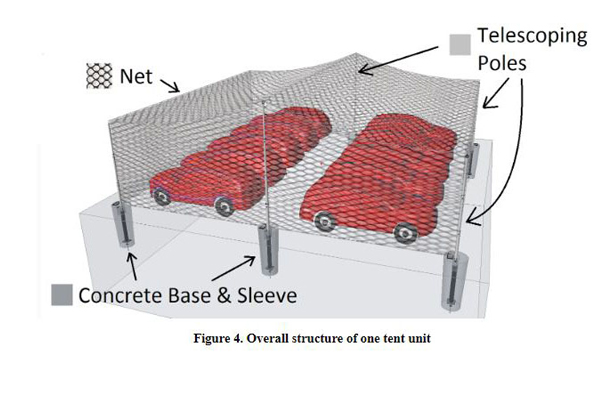 Telescoping
Poles
Net
Concrete Base & Sleeve
Figure 4. Overall structure of one tent unit